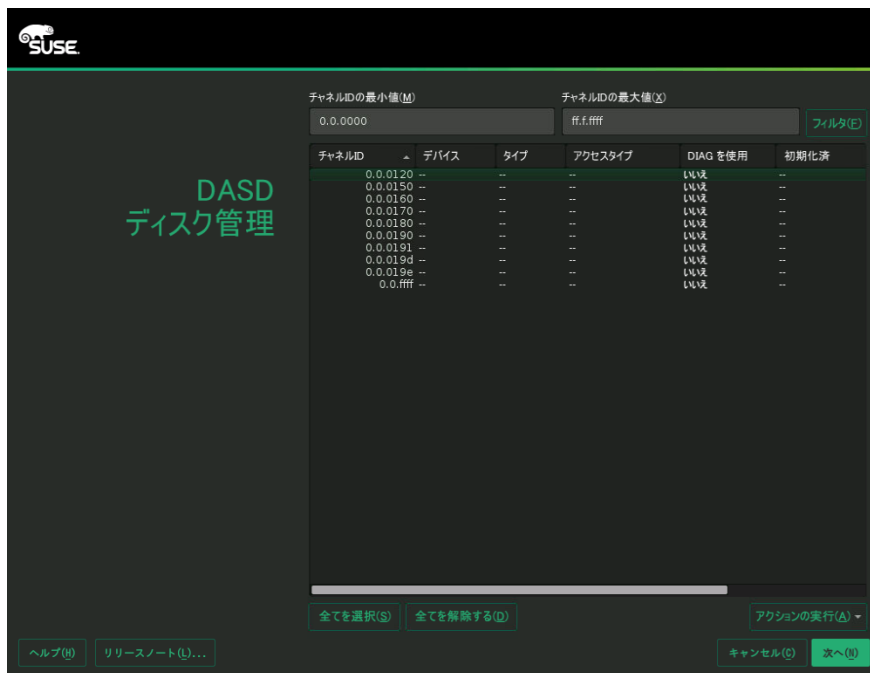 SUSE.
チャネルIDの最小値(M) チャネルIDの最大値(X)
0.0.0000 ff.f.ffff フィルタ(F)
DASD
ディスク管理
チャネルID デバイス タイプ アクセスタイプ DIAG を使用 初期化済
0.0.0120 -- -- -- いいえ --
0.0.0150 -- -- -- いいえ --
0.0.0160 -- -- -- いいえ --
0.0.0170 -- -- -- いいえ --
0.0.0180 -- -- -- いいえ --
0.0.0190 -- -- -- いいえ --
0.0.0191 -- -- -- いいえ --
0.0.019d -- -- -- いいえ --
0.0.019e -- -- -- いいえ --
0.0.ffff -- -- -- いいえ --
全てを選択(S) 全てを解除する(D) アクションの実行(A)
ヘルプ(H) リリースノート(L)... キャンセル(C) 次へ(N)